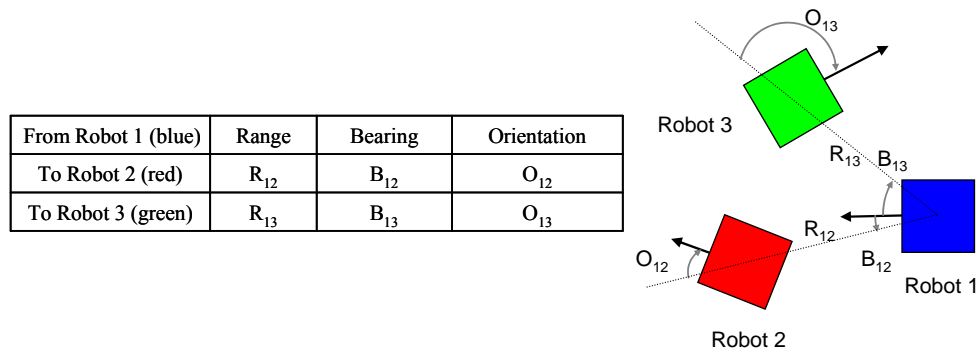 From Robot 1 (blue) Range Bearing Orientation
To Robot 2 (red) R12 B12 O12
To Robot 3 (green) R13 B13 O13
O13
Robot 3
R13
B13
R12
B12
O12
Robot 1
Robot 2